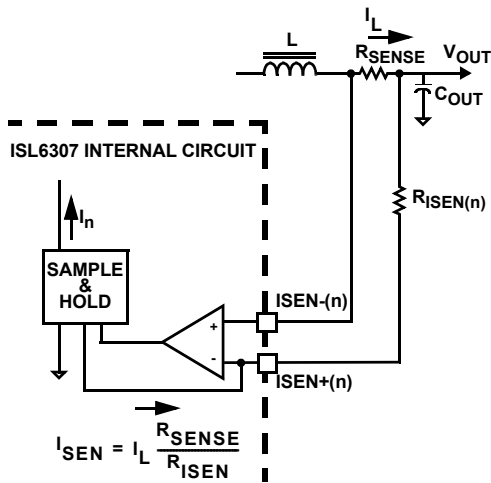 I_L
L
R_SENSE
V_OUT
C_OUT
ISL6307 INTERNAL CIRCUIT
R_ISEN(n)
I_n
SAMPLE
&
HOLD
ISEN-(n)
+
-
ISEN+(n)
I_SEN = I_L R_SENSE / R_ISEN